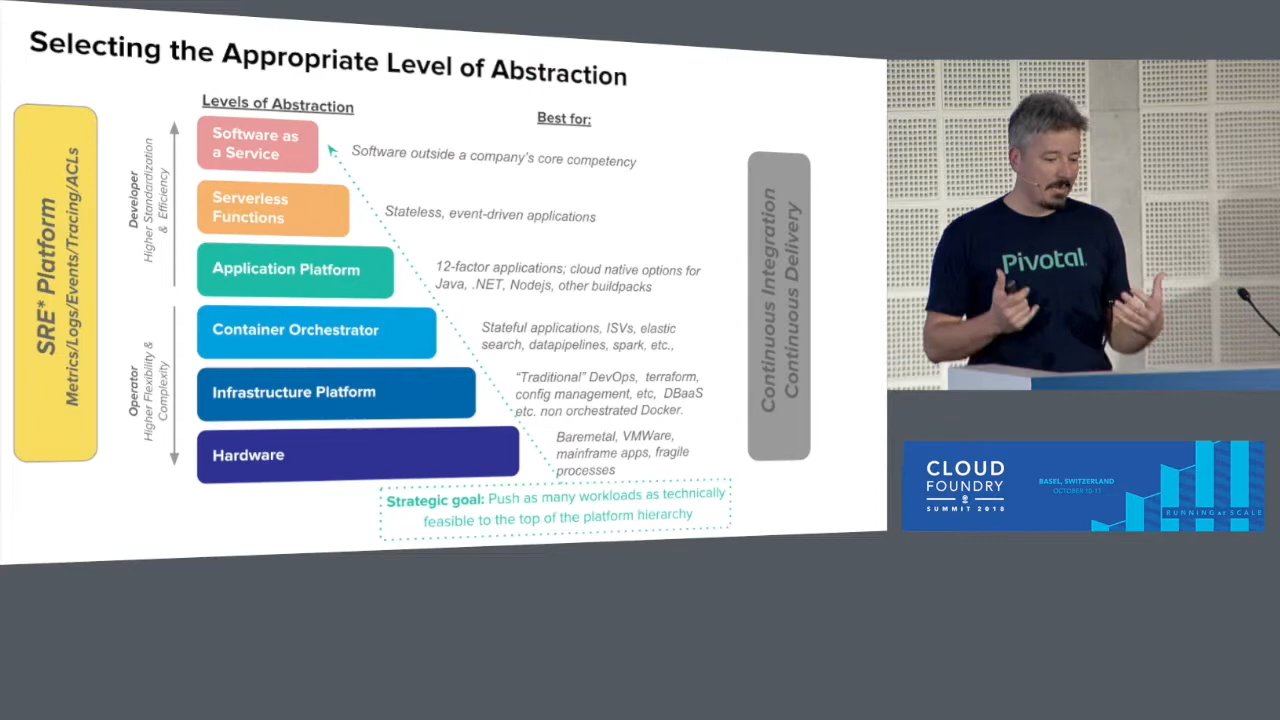 Selecting the Appropriate Level of Abstraction
Levels of Abstraction
Best for:
SRE* Platform
Metrics/Logs/Events/Tracing/ACLs
Developer
Higher Standardization
& Efficiency
Operator
Higher Flexibility &
Complexity
Software as
a Service
Software outside a company's core competency
Serverless
Functions
Stateless, event-driven applications
Application Platform
12-factor applications; cloud native options for
Java, .NET, Nodejs, other buildpacks
Container Orchestrator
Stateful applications, ISVs, elastic
search, datapipelines, spark, etc.,
Infrastructure Platform
"Traditional" DevOps, terraform,
config management, etc, DBaaS
etc. non orchestrated Docker.
Hardware
Baremetal, VMWare,
mainframe apps, fragile
processes
Strategic goal: Push as many workloads as technically
feasible to the top of the platform hierarchy
Continuous Integration
Continuous Delivery
Pivotal
CLOUD
FOUNDRY
SUMMIT 2018
BASEL, SWITZERLAND
OCTOBER 10-11
RUNNING at SCALE